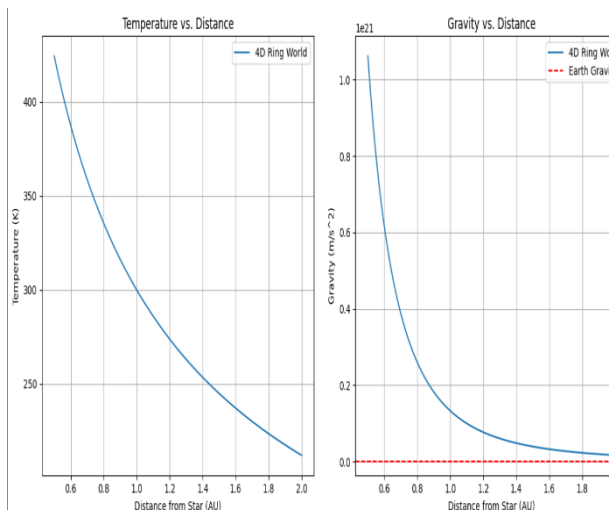 Temperature vs. Distance
4D Ring World
Temperature (K)
400
350
300
250
0.6 0.8 1.0 1.2 1.4 1.6 1.8 2.0
Distance from Star (AU)
Gravity vs. Distance
1e21
4D Ring Wo
Earth Gravi
Gravity (m/s^2)
1.0
0.8
0.6
0.4
0.2
0.0
0.6 0.8 1.0 1.2 1.4 1.6 1.8
Distance from Star (AU)